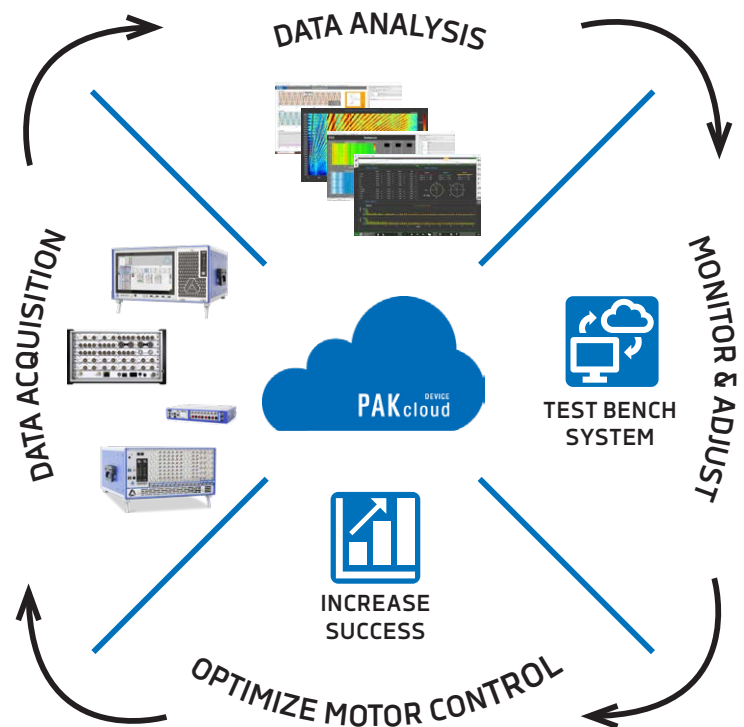 DATA ANALYSIS
DATA ACQUISITION
MONITOR & ADJUST
DEVICE
PAKcloud
TEST BENCH
SYSTEM
INCREASE
SUCCESS
OPTIMIZE MOTOR CONTROL